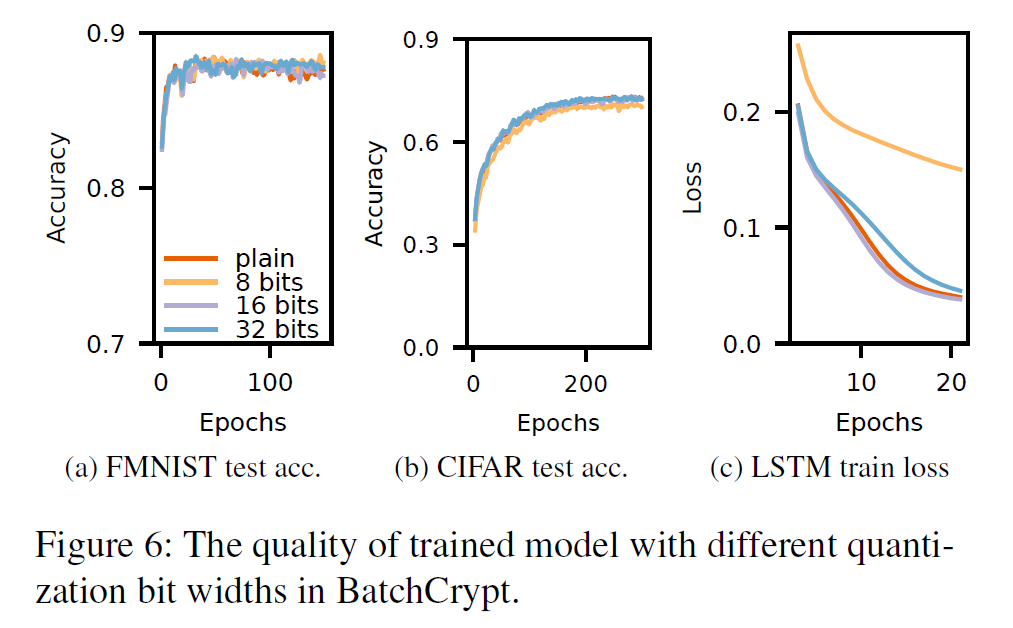 0.9
0.8
0.7
Accuracy
plain
8 bits
16 bits
32 bits
0 100
Epochs
(a) FMNIST test acc.
0.9
0.6
0.3
0.0
Accuracy
0 200
Epochs
(b) CIFAR test acc.
0.2
0.1
0.0
Loss
10 20
Epochs
(c) LSTM train loss
Figure 6: The quality of trained model with different quanti-
zation bit widths in BatchCrypt.